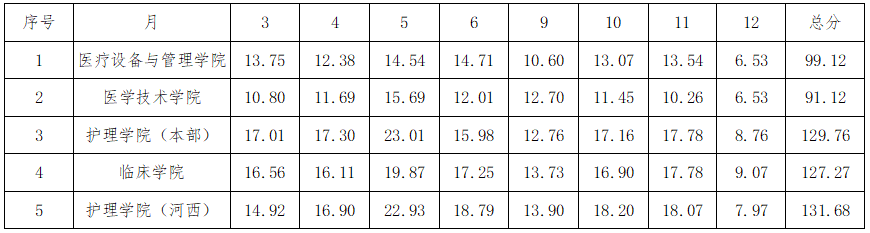 序号 月 3 4 5 6 9 10 11 12 总分
1 医疗设备与管理学院 13.75 12.38 14.54 14.71 10.60 13.07 13.54 6.53 99.12
2 医学技术学院 10.80 11.69 15.69 12.01 12.70 11.45 10.26 6.53 91.12
3 护理学院（本部） 17.01 17.30 23.01 15.98 12.76 17.16 17.78 8.76 129.76
4 临床学院 16.56 16.11 19.87 17.25 13.73 16.90 17.78 9.07 127.27
5 护理学院（河西） 14.92 16.90 22.93 18.79 13.90 18.20 18.07 7.97 131.68